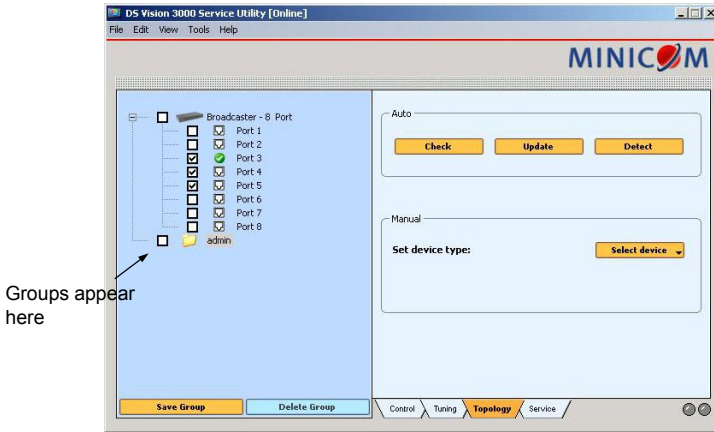 DS Vision 3000 Service Utility [Online]
File Edit View Tools Help
MINICOM
Broadcaster - 8 Port
Port 1
Port 2
Port 3
Port 4
Port 5
Port 6
Port 7
Port 8
admin
Groups appear
here
Save Group Delete Group
Auto
Check Update Detect
Manual
Set device type: Select device
Control Tuning Topology Service